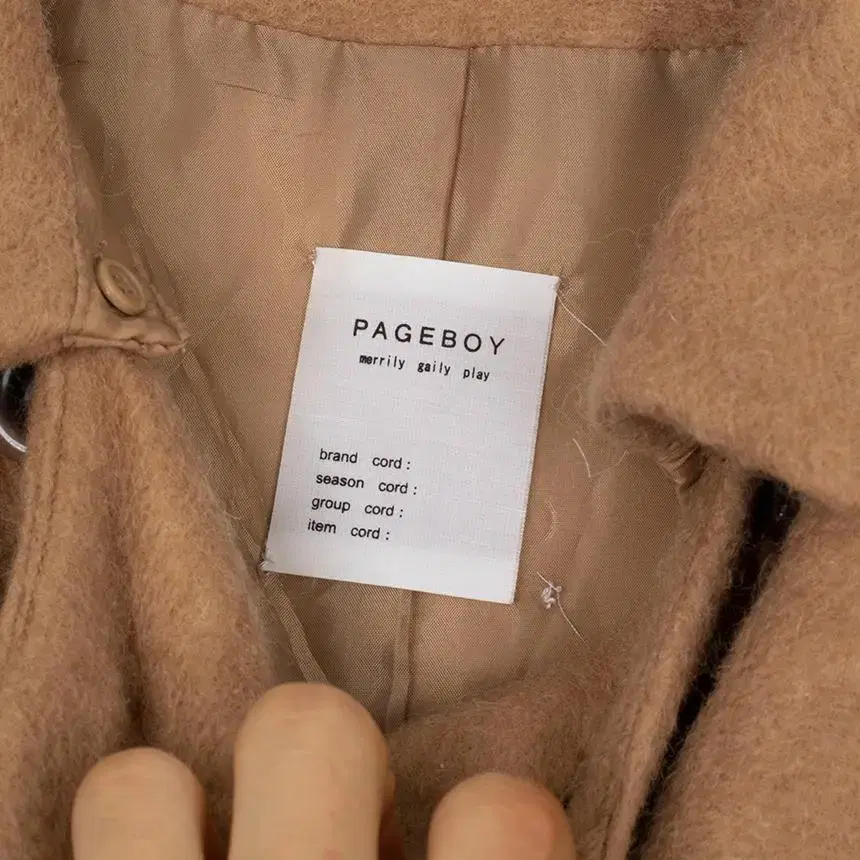 PAGEBOY
merrily gaily play
brand cord :
season cord :
group cord :
item cord :